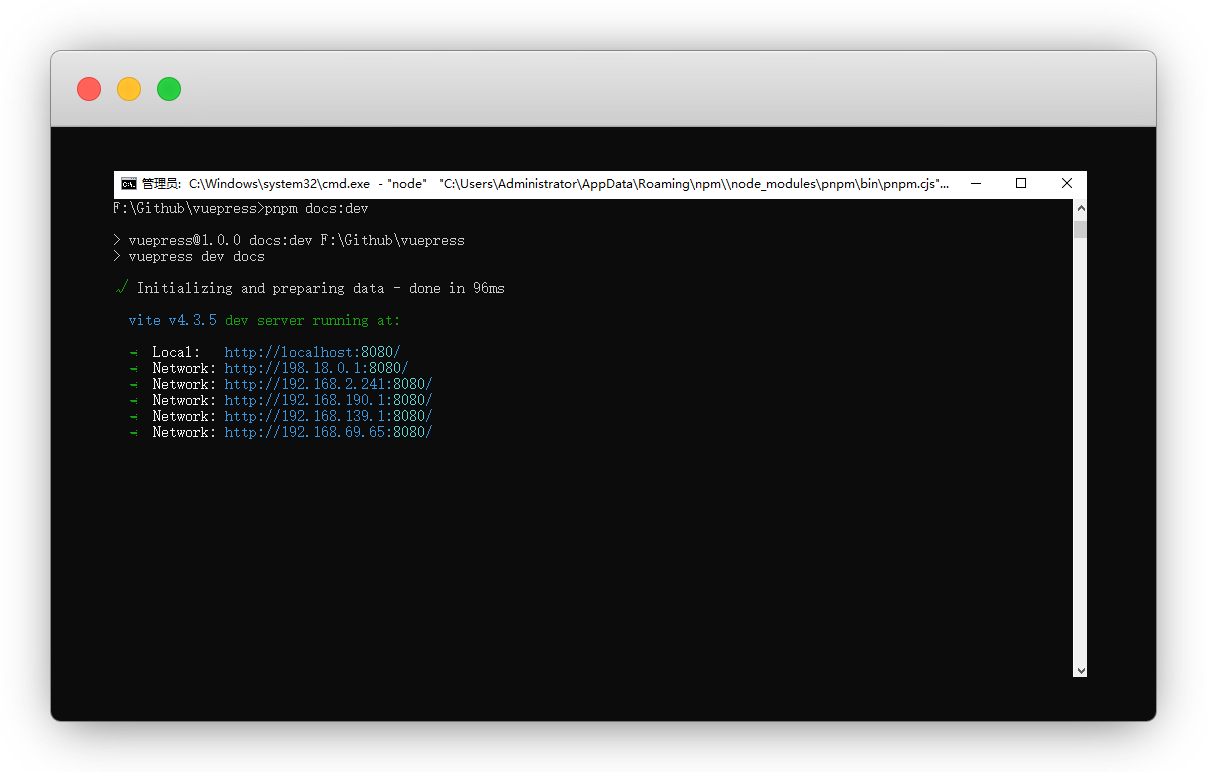 管理员: C:\Windows\system32\cmd.exe - "node" "C:\Users\Administrator\AppData\Roaming\npm\\node_modules\pnpm\bin\pnpm.cjs"...
F:\Github\vuepress>pnpm docs:dev
> vuepress@1.0.0 docs:dev F:\Github\vuepress
> vuepress dev docs
√ Initializing and preparing data - done in 96ms
vite v4.3.5 dev server running at:
➜ Local: http://localhost:8080/
➜ Network: http://198.18.0.1:8080/
➜ Network: http://192.168.2.241:8080/
➜ Network: http://192.168.190.1:8080/
➜ Network: http://192.168.139.1:8080/
➜ Network: http://192.168.69.65:8080/